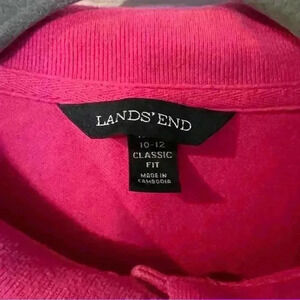 LANDS' END
10-12
CLASSIC
FIT
MADE IN
CAMBODIA